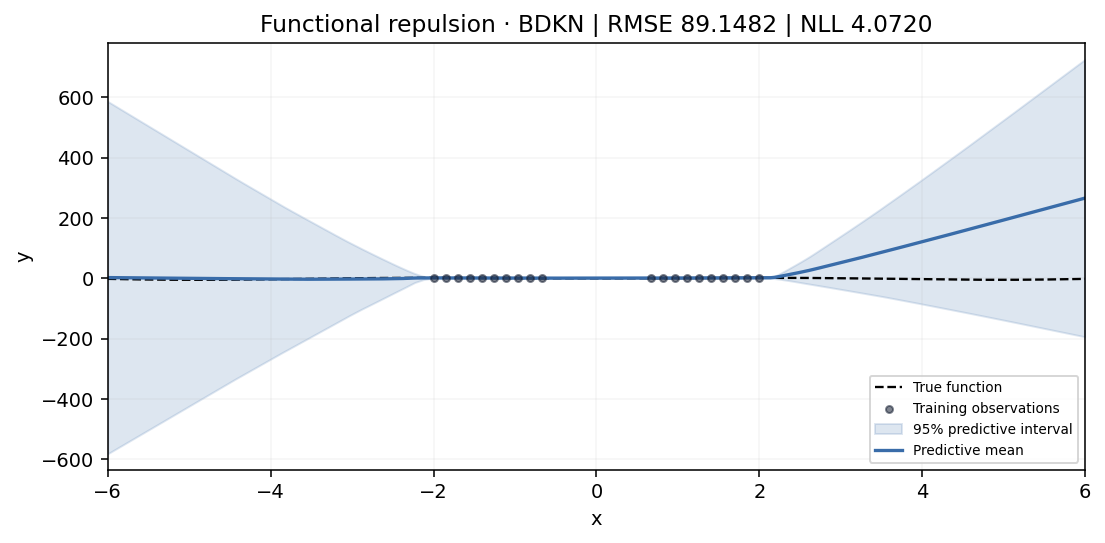 Functional repulsion · BDKN | RMSE 89.1482 | NLL 4.0720
y
600
400
200
0
−200
−400
−600
True function
Training observations
95% predictive interval
Predictive mean
−6
−4
−2
0
2
4
6
x